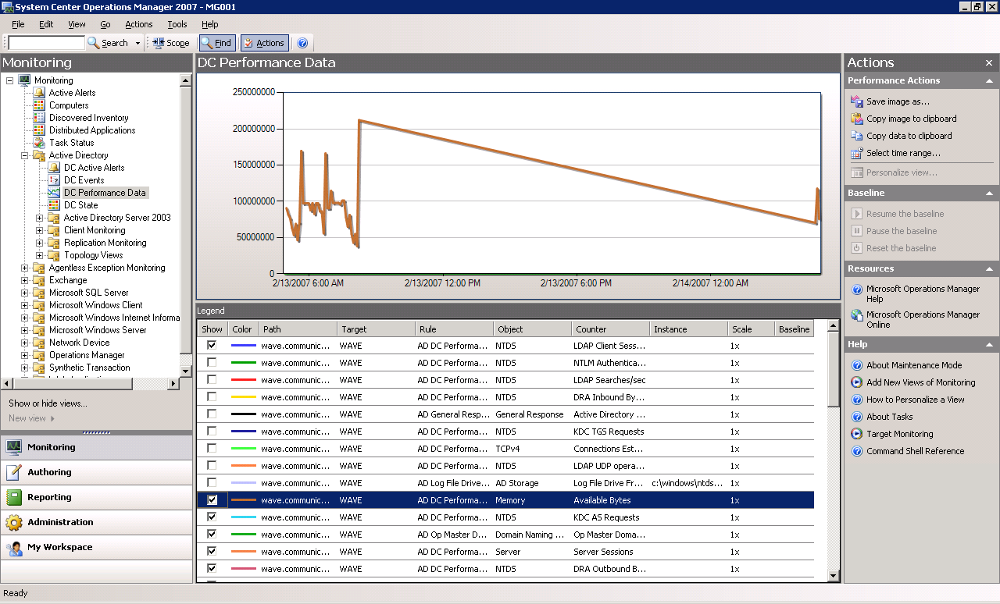 System Center Operations Manager 2007 - MG001
File Edit View Go Actions Tools Help
Search Scope Find Actions
Monitoring
Monitoring
Active Alerts
Computers
Discovered Inventory
Distributed Applications
Task Status
Active Directory
DC Active Alerts
DC Events
DC Performance Data
DC State
Active Directory Server 2003
Client Monitoring
Replication Monitoring
Topology Views
Agentless Exception Monitoring
Exchange
Microsoft SQL Server
Microsoft Windows Client
Microsoft Windows Internet Informa
Microsoft Windows Server
Network Device
Operations Manager
Synthetic Transaction
Show or hide views...
New view
Monitoring
Authoring
Reporting
Administration
My Workspace
DC Performance Data
250000000
200000000
150000000
100000000
50000000
0
2/13/2007 6:00 AM 2/13/2007 12:00 PM 2/13/2007 6:00 PM 2/14/2007 12:00 AM
Legend
Show Color Path Target Rule Object Counter Instance Scale Baseline
wave.communic... WAVE AD DC Performa... NTDS LDAP Client Sess... 1x
wave.communic... WAVE AD DC Performa... NTDS NTLM Authentica... 1x
wave.communic... WAVE AD DC Performa... NTDS LDAP Searches/sec 1x
wave.communic... WAVE AD DC Performa... NTDS DRA Inbound By... 1x
wave.communic... WAVE AD General Resp... General Response Active Directory ... 1x
wave.communic... WAVE AD DC Performa... NTDS KDC TGS Requests 1x
wave.communic... WAVE AD DC Performa... TCPv4 Connections Est... 1x
wave.communic... WAVE AD DC Performa... NTDS LDAP UDP opera... 1x
wave.communic... WAVE AD Log File Drive... AD Storage Log File Drive Fr... c:\windows\ntds... 1x
wave.communic... WAVE AD DC Performa... Memory Available Bytes 1x
wave.communic... WAVE AD DC Performa... NTDS KDC AS Requests 1x
wave.communic... WAVE AD Op Master D... Domain Naming ... Op Master Doma... 1x
wave.communic... WAVE AD DC Performa... Server Server Sessions 1x
wave.communic... WAVE AD DC Performa... NTDS DRA Outbound B... 1x
Actions
Performance Actions
Save image as...
Copy image to clipboard
Copy data to clipboard
Select time range...
Personalize view...
Baseline
Resume the baseline
Pause the baseline
Reset the baseline
Resources
Microsoft Operations Manager
Help
Microsoft Operations Manager
Online
Help
About Maintenance Mode
Add New Views of Monitoring
How to Personalize a View
About Tasks
Target Monitoring
Command Shell Reference
Ready